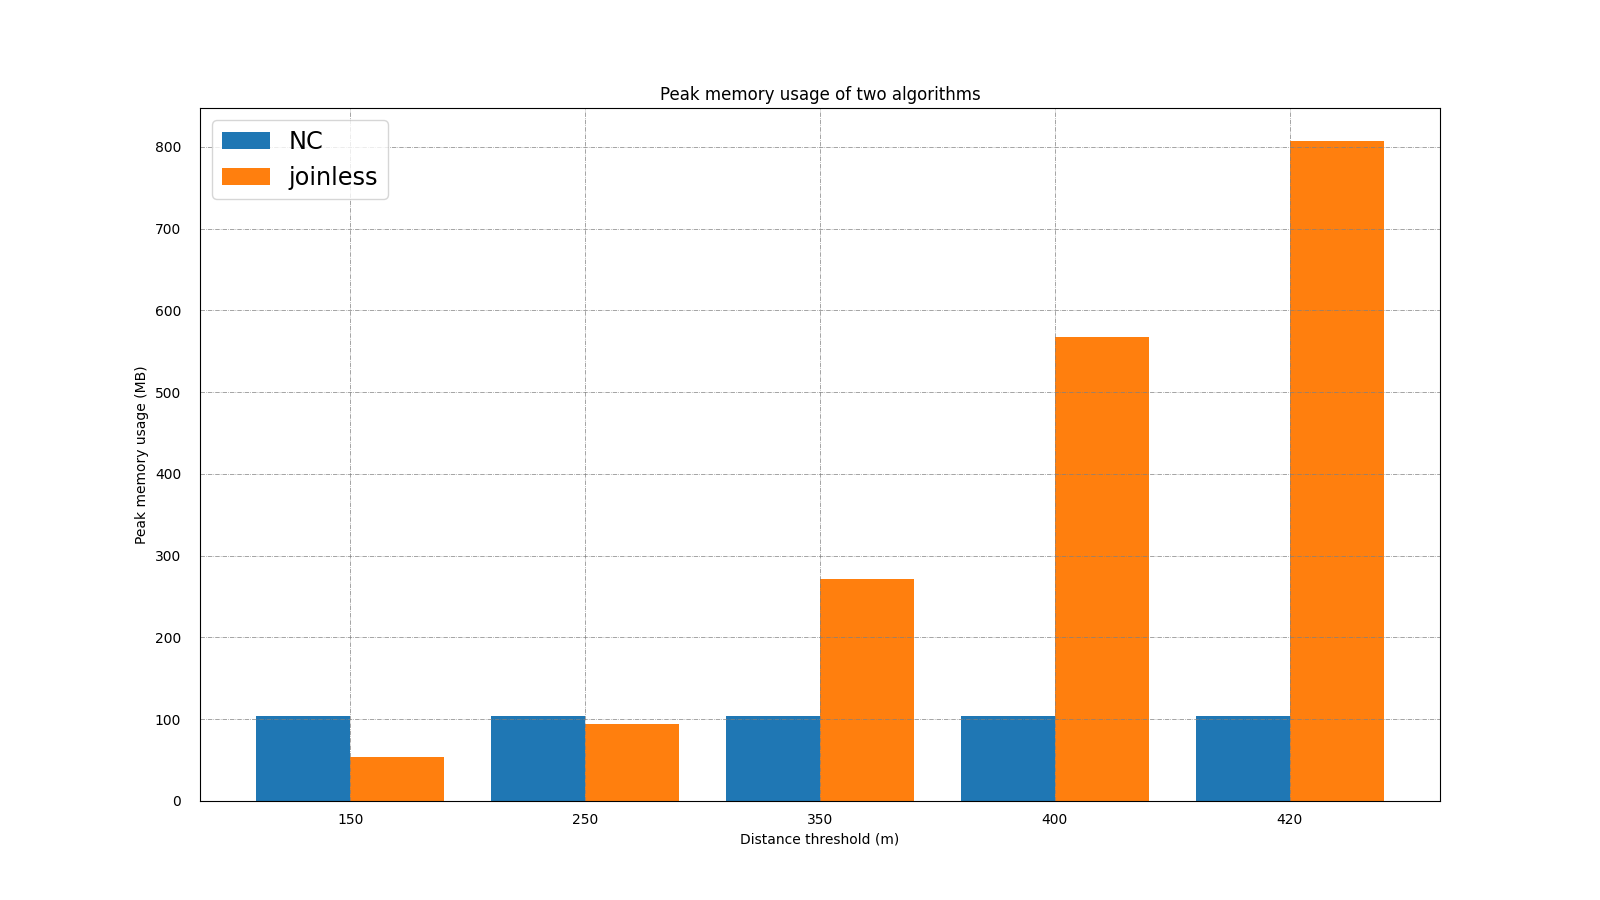 Peak memory usage of two algorithms
NC
joinless
Peak memory usage (MB)
800
700
600
500
400
300
200
100
0
150
250
350
400
420
Distance threshold (m)